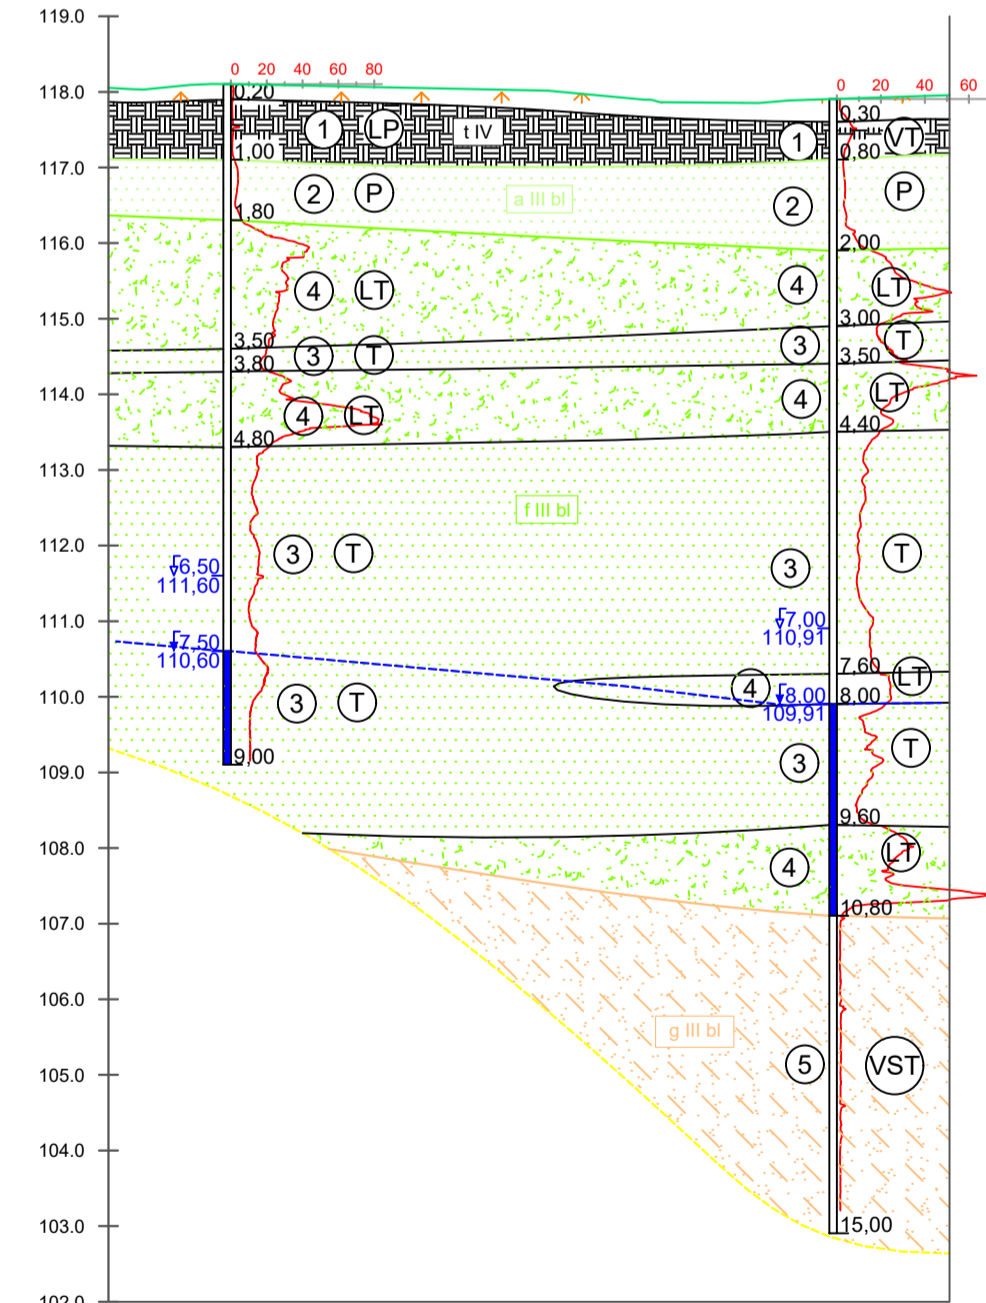 119.0
118.0
117.0
116.0
115.0
114.0
113.0
112.0
111.0
110.0
109.0
108.0
107.0
106.0
105.0
104.0
103.0
102.0
0 20 40 60 80
0,20
1,00
1,80
3,50
3,80
4,80
9,00
1 LP
t IV
2 P
a III bl
4 LT
3 T
4 LT
f III bl
3 T
6,50
111,60
7,50
110,60
3 T
0 20 40 60
0,30
0,80
2,00
3,00
3,50
4,40
7,60
8,00
9,60
10,80
15,00
1 VT
2 P
4 LT
3 T
4 LT
3 T
7,00
110,91
4 LT
8,00
109,91
3 T
4 LT
g III bl
5 VST